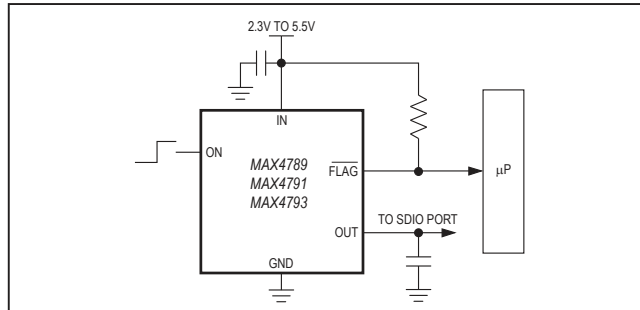 2.3V TO 5.5V
IN
ON
MAX4789
MAX4791
MAX4793
FLAG
µP
TO SDIO PORT
OUT
GND